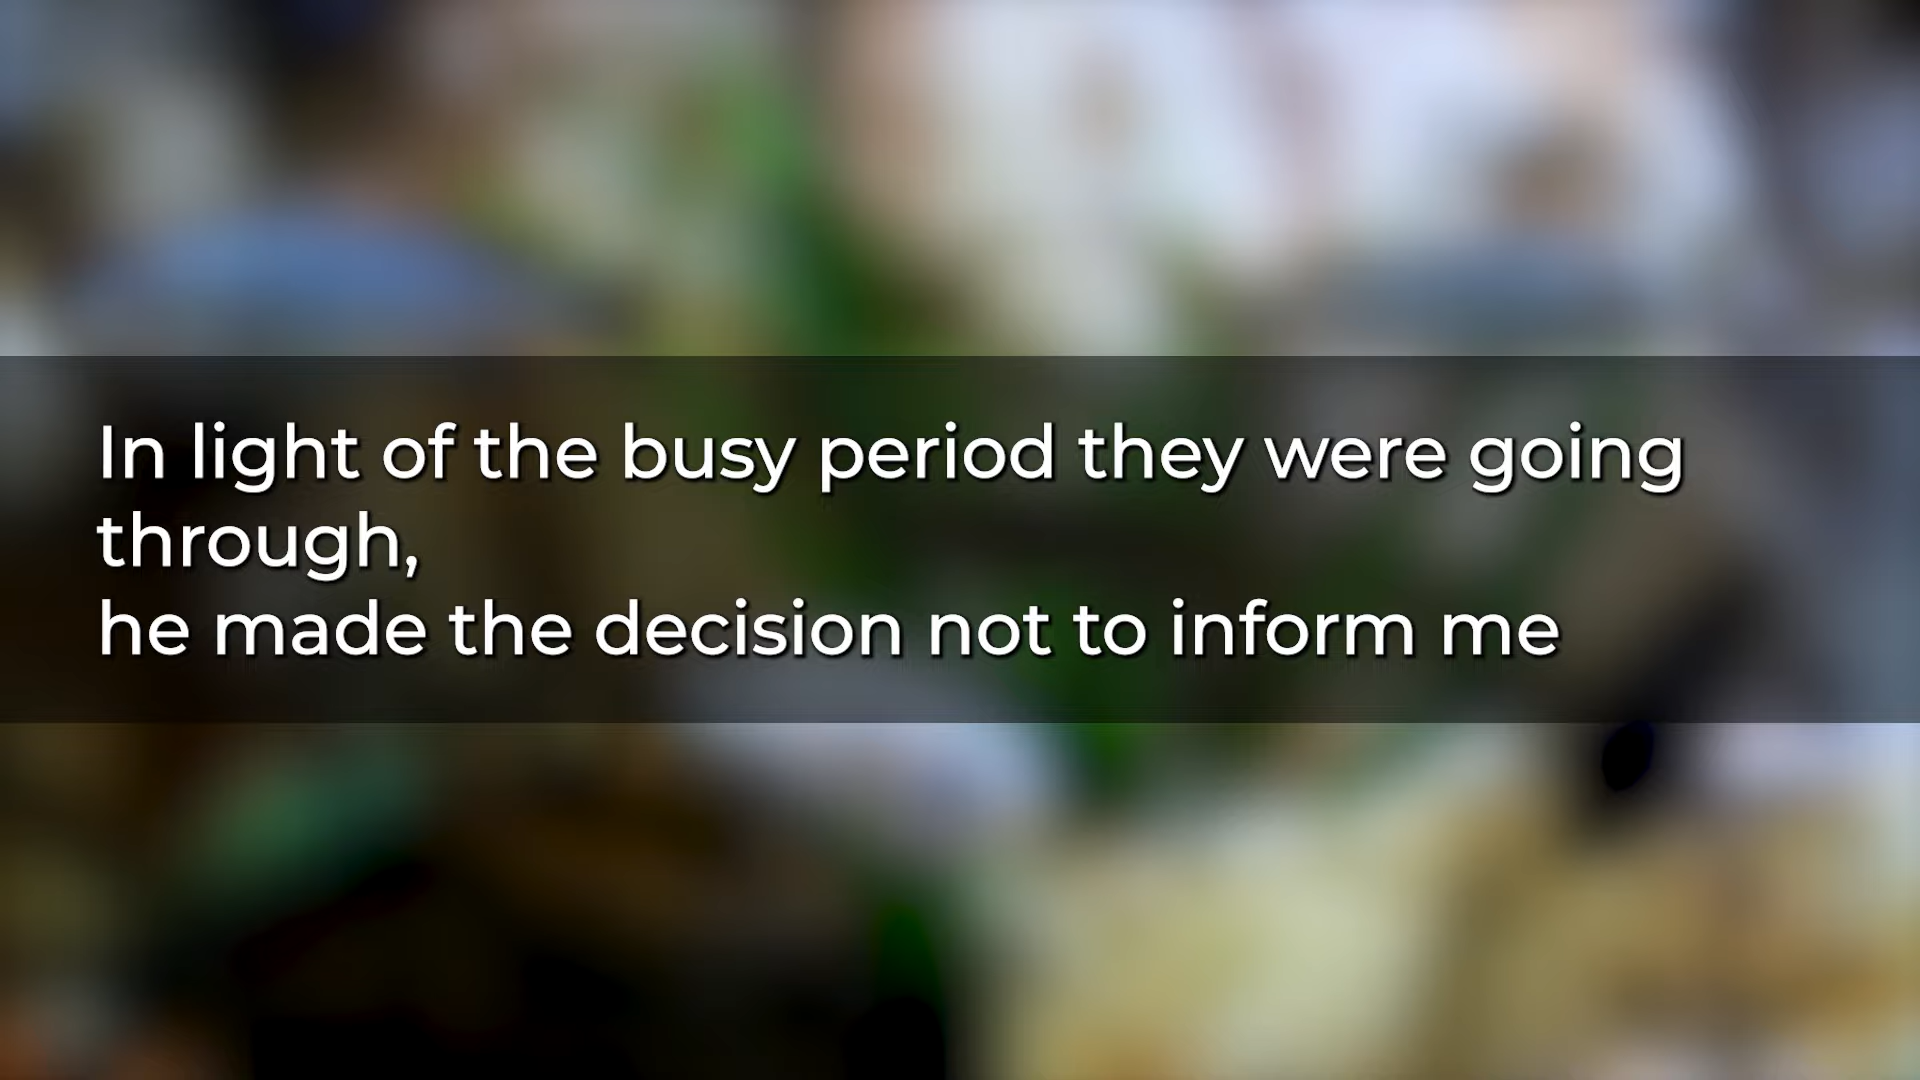 In light of the busy period they were going
through,
he made the decision not to inform me